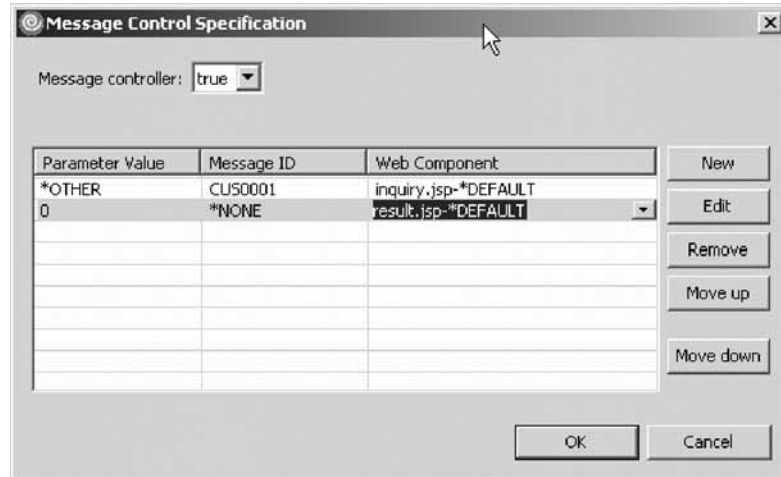 Message Control Specification
Message controller: true
Parameter Value Message ID Web Component
*OTHER CUS0001 inquiry.jsp-*DEFAULT
0 *NONE result.jsp-*DEFAULT
New
Edit
Remove
Move up
Move down
OK Cancel